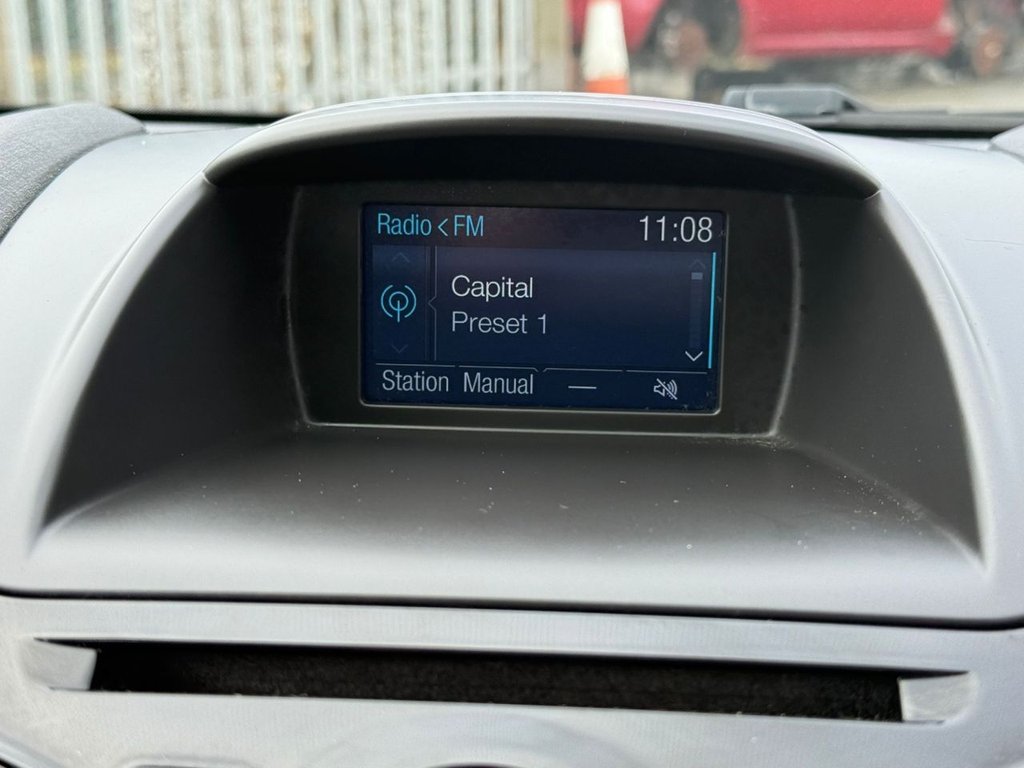 Radio < FM 11:08
Capital
Preset 1
Station Manual